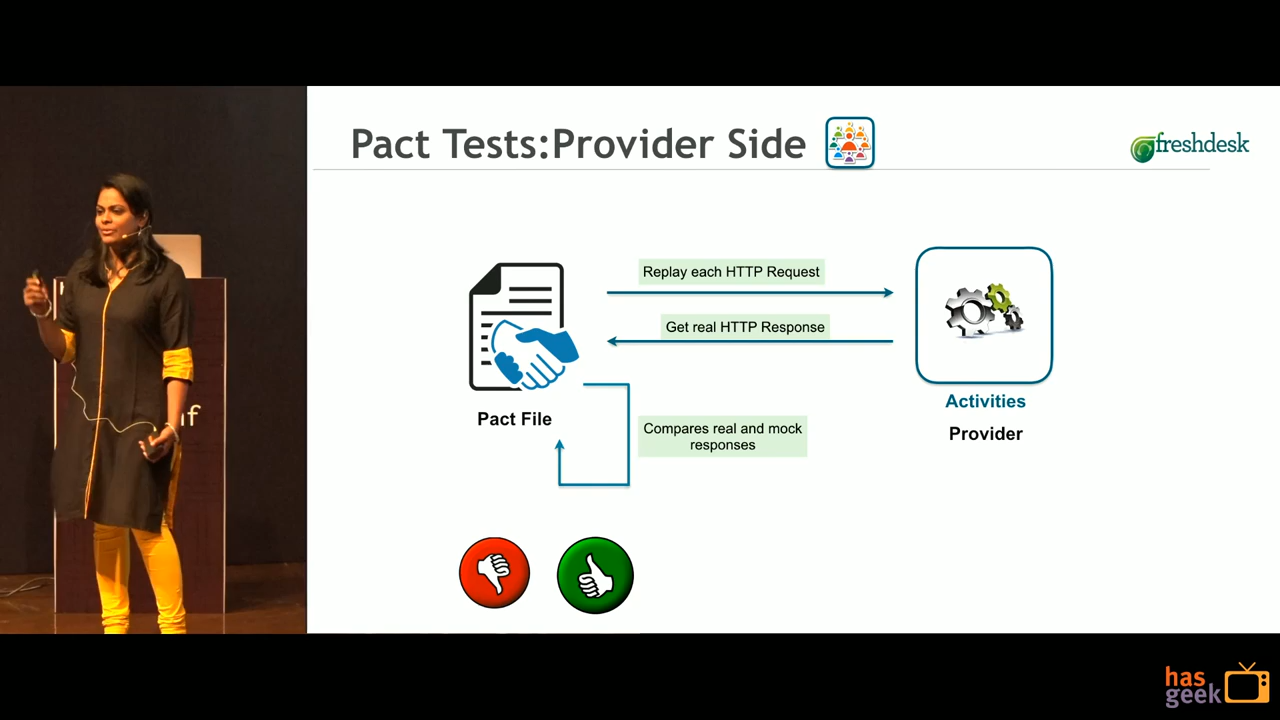 Pact Tests:Provider Side
freshdesk
Replay each HTTP Request
Get real HTTP Response
Pact File
Compares real and mock
responses
Activities
Provider
has
geek